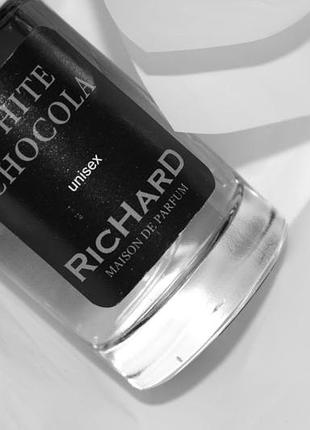 HITE
CHOCOLA
unisex
RICHARD
MAISON DE PARFUM